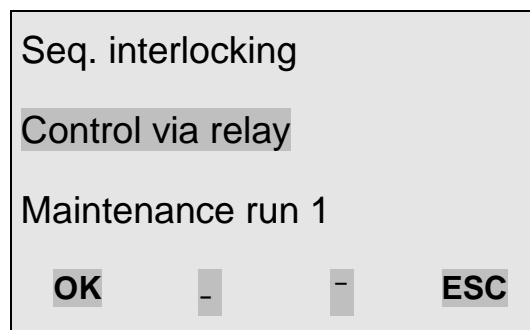 Seq. interlocking
Control via relay
Maintenance run 1
OK _ ¯ ESC